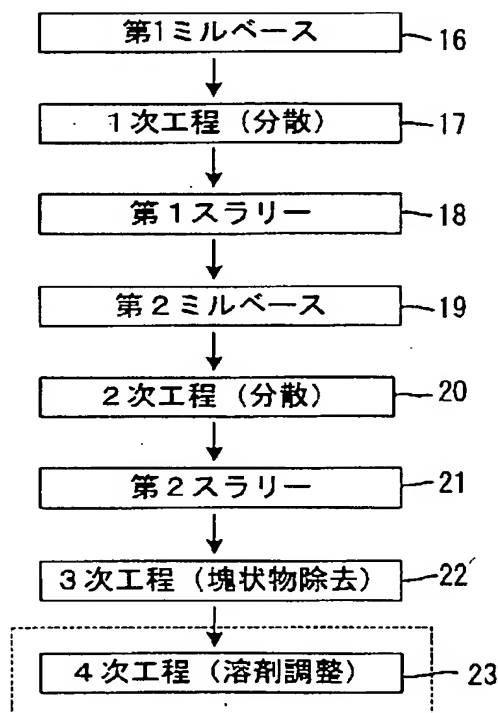 第1ミルベース 16
1次工程（分散） 17
第1スラリー 18
第2ミルベース 19
2次工程（分散） 20
第2スラリー 21
3次工程（塊状物除去） 22
4次工程（溶剤調整） 23